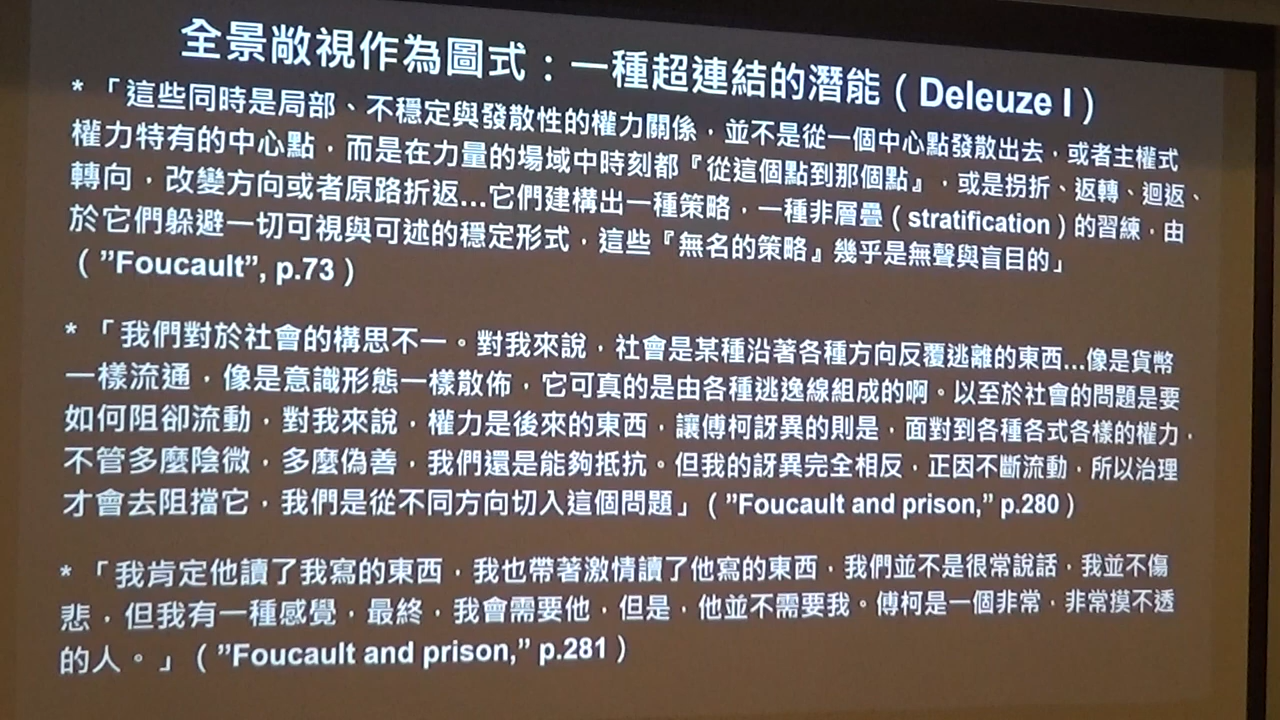 全景敞視作為圖式：一種超連結的潛能（Deleuze I）
* 「這些同時是局部、不穩定與發散性的權力關係，並不是從一個中心點發散出去，或者主權式
權力特有的中心點，而是在力量的場域中時刻都『從這個點到那個點』，或是拐折、返轉、迴返、
轉向，改變方向或者原路折返...它們建構出一種策略，一種非層疊（stratification）的習練，由
於它們躲避一切可視與可述的穩定形式，這些『無名的策略』幾乎是無聲與盲目的」
（”Foucault”, p.73）
* 「我們對於社會的構思不一。對我來說，社會是某種沿著各種方向反覆逃離的東西...像是貨幣
一樣流通，像是意識形態一樣散佈，它可真的是由各種逃逸線組成的啊。以至於社會的問題是要
如何阻卻流動，對我來說，權力是後來的東西，讓傅柯訝異的則是，面對到各種各式各樣的權力，
不管多麼陰微，多麼偽善，我們還是能夠抵抗。但我的訝異完全相反，正因不斷流動，所以治理
才會去阻擋它，我們是從不同方向切入這個問題」（”Foucault and prison,” p.280）
* 「我肯定他讀了我寫的東西，我也帶著激情讀了他寫的東西，我們並不是很常說話，我並不傷
悲，但我有一種感覺，最終，我會需要他，但是，他並不需要我。傅柯是一個非常，非常摸不透
的人。」（”Foucault and prison,” p.281）